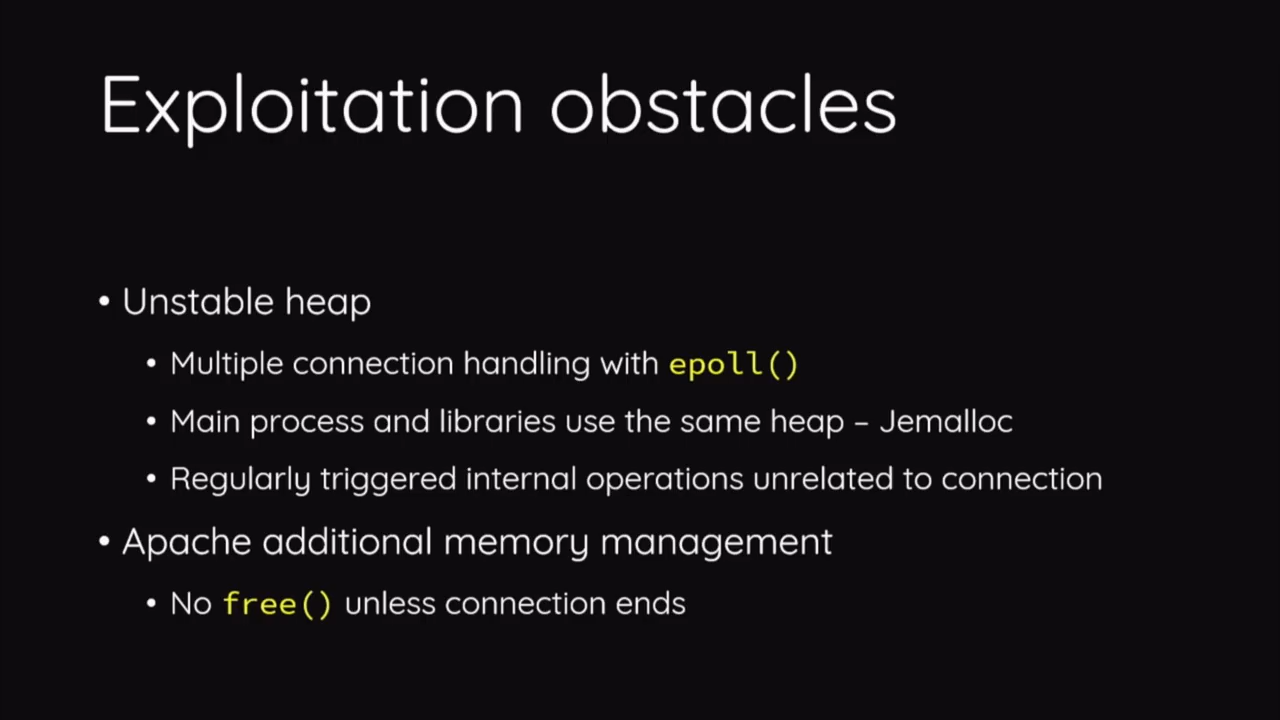 Exploitation obstacles
• Unstable heap
• Multiple connection handling with epoll()
• Main process and libraries use the same heap – Jemalloc
• Regularly triggered internal operations unrelated to connection
• Apache additional memory management
• No free() unless connection ends